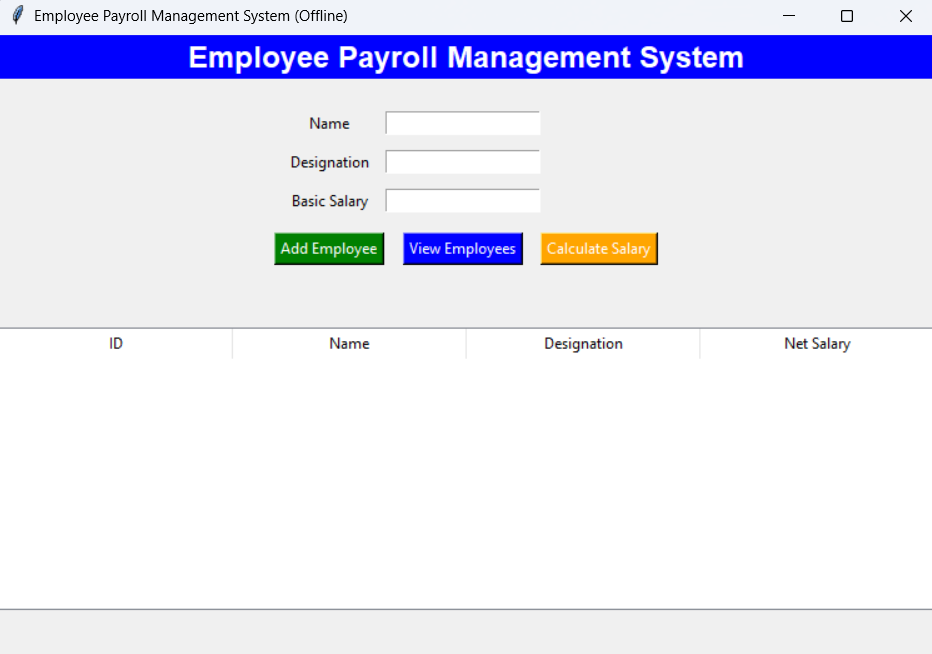 Employee Payroll Management System (Offline)
Employee Payroll Management System
Name
Designation
Basic Salary
Add Employee View Employees Calculate Salary
ID Name Designation Net Salary